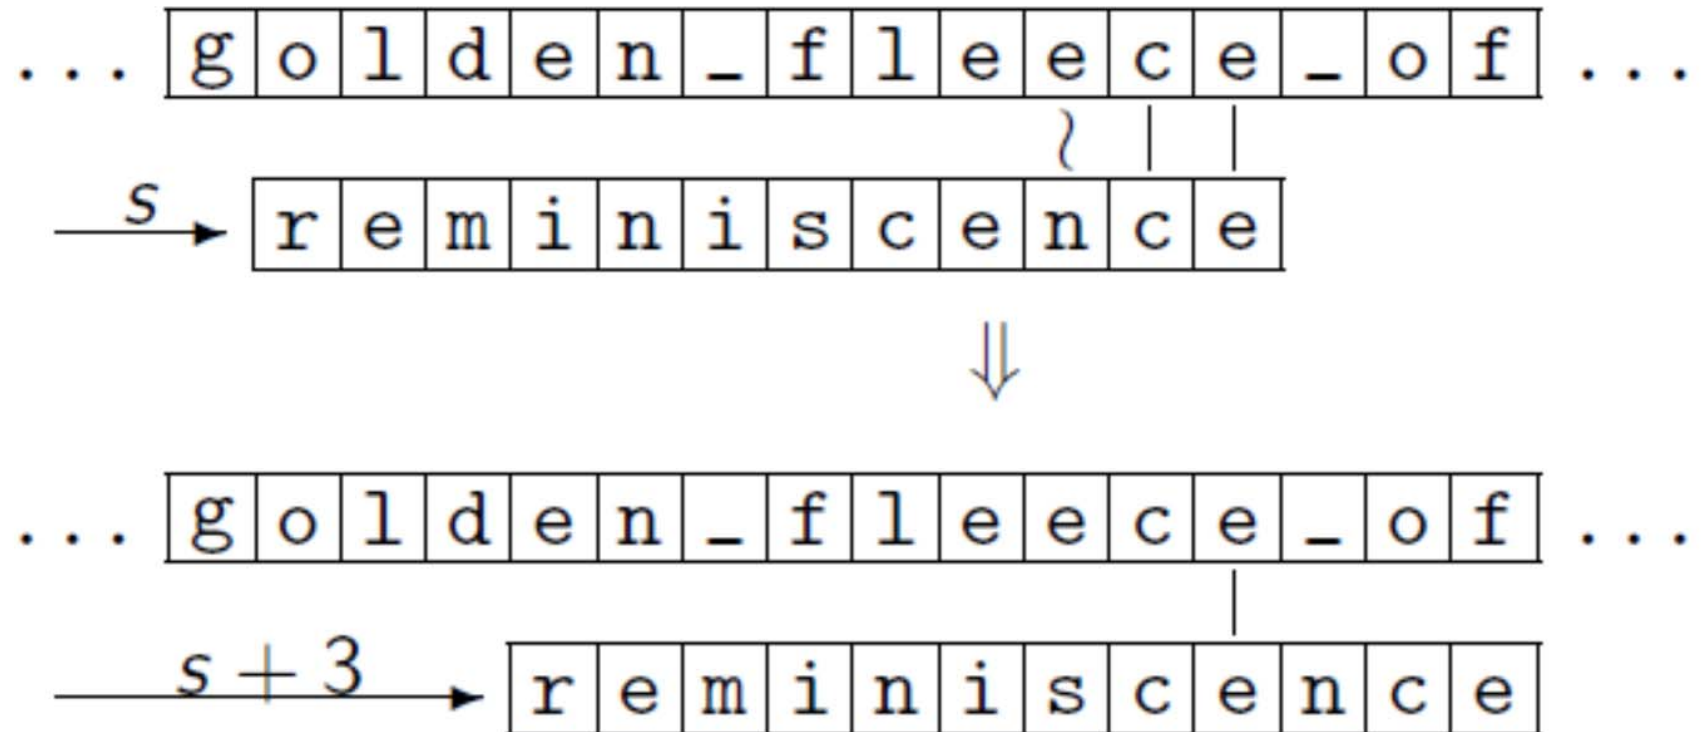 ... golden_fleece_of ...
s reminiscence
⇓
... golden_fleece_of ...
s + 3 reminiscence